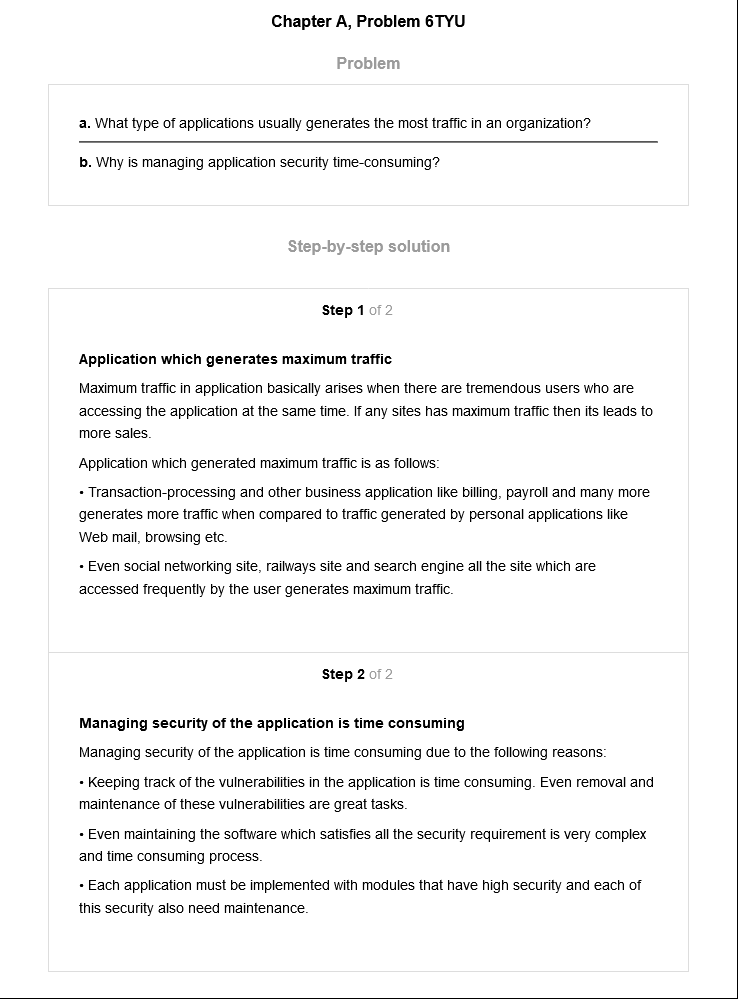 Chapter A, Problem 6TYU
Problem
a. What type of applications usually generates the most traffic in an organization?
b. Why is managing application security time-consuming?
Step-by-step solution
Step 1 of 2
Application which generates maximum traffic
Maximum traffic in application basically arises when there are tremendous users who are
accessing the application at the same time. If any sites has maximum traffic then its leads to
more sales.
Application which generated maximum traffic is as follows:
• Transaction-processing and other business application like billing, payroll and many more
generates more traffic when compared to traffic generated by personal applications like
Web mail, browsing etc.
• Even social networking site, railways site and search engine all the site which are
accessed frequently by the user generates maximum traffic.
Step 2 of 2
Managing security of the application is time consuming
Managing security of the application is time consuming due to the following reasons:
• Keeping track of the vulnerabilities in the application is time consuming. Even removal and
maintenance of these vulnerabilities are great tasks.
• Even maintaining the software which satisfies all the security requirement is very complex
and time consuming process.
• Each application must be implemented with modules that have high security and each of
this security also need maintenance.